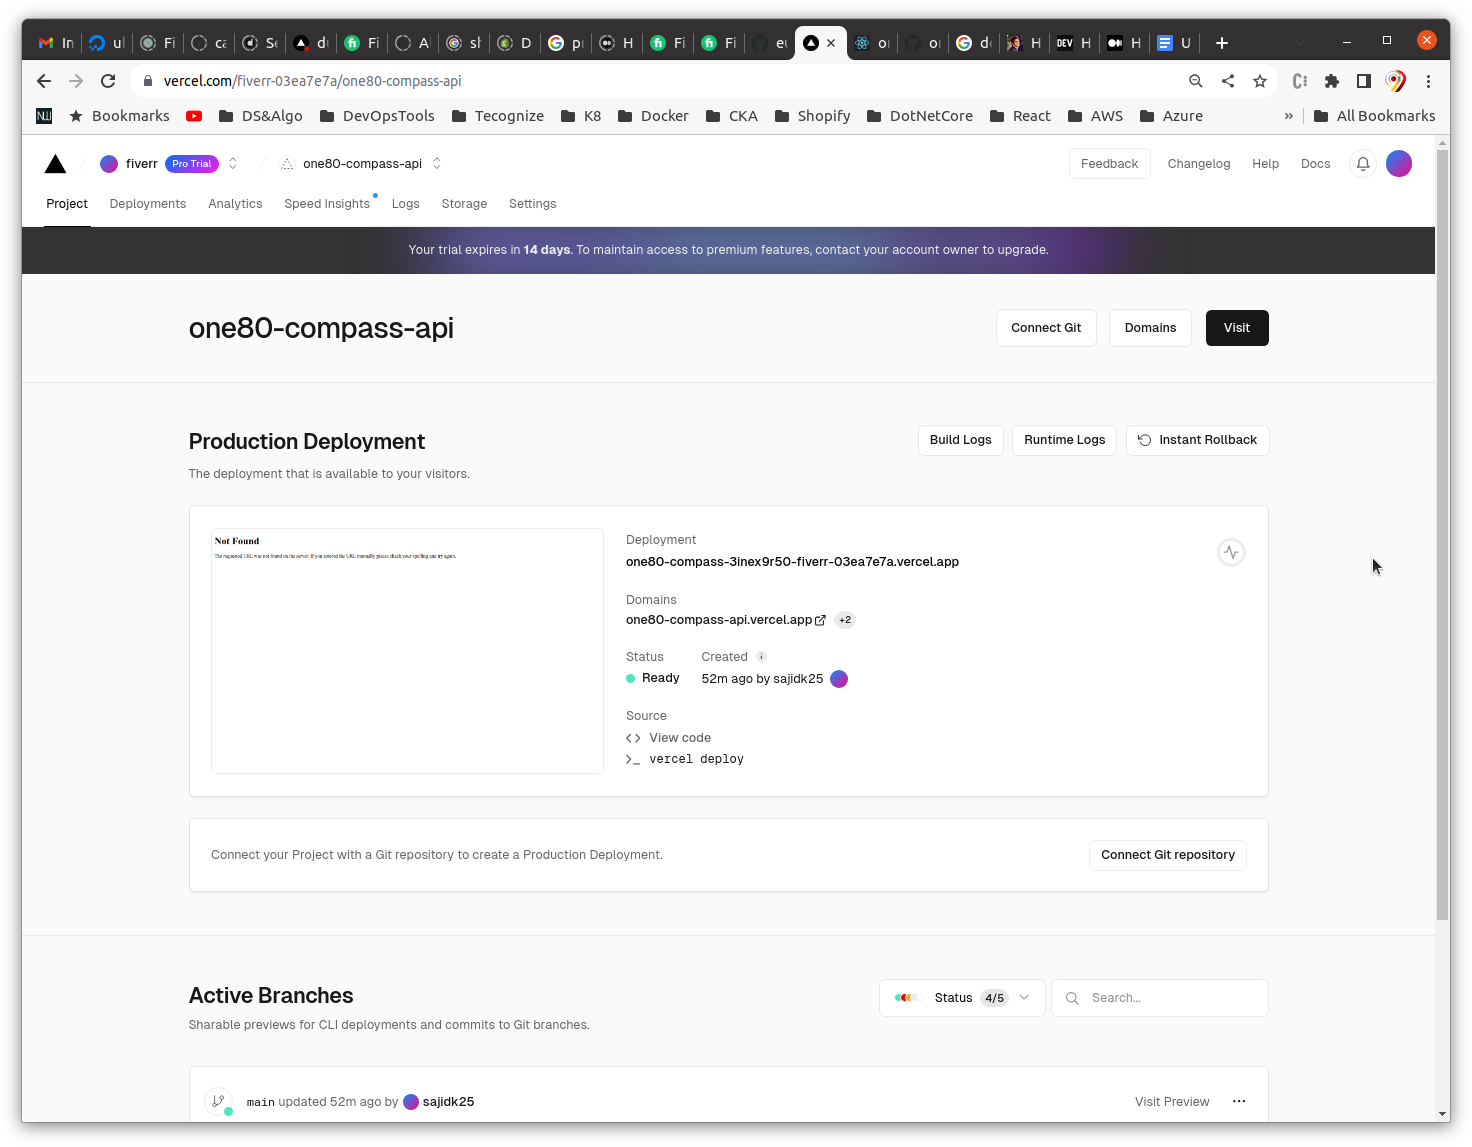 In
ul
Fi
ca
Se
du
Fi
Al
sh
D
pr
H
Fi
Fi
eu
or
or
de
H
DEV
H
H
U
vercel.com/fiverr-03ea7e7a/one80-compass-api
Bookmarks
DS&Algo
DevOpsTools
Tecognize
K8
Docker
CKA
Shopify
DotNetCore
React
AWS
Azure
»
All Bookmarks
fiverr Pro Trial
one80-compass-api
Feedback
Changelog
Help
Docs
Project
Deployments
Analytics
Speed Insights
Logs
Storage
Settings
Your trial expires in 14 days. To maintain access to premium features, contact your account owner to upgrade.
one80-compass-api
Connect Git
Domains
Visit
Production Deployment
Build Logs
Runtime Logs
Instant Rollback
The deployment that is available to your visitors.
Not Found
The requested URL was not found on the server. If you entered the URL manually please check your spelling and try again.
Deployment
one80-compass-3inex9r50-fiverr-03ea7e7a.vercel.app
Domains
one80-compass-api.vercel.app +2
Status
Created
Ready
52m ago by sajidk25
Source
View code
vercel deploy
Connect your Project with a Git repository to create a Production Deployment.
Connect Git repository
Active Branches
Status 4/5
Search...
Sharable previews for CLI deployments and commits to Git branches.
main updated 52m ago by sajidk25
Visit Preview